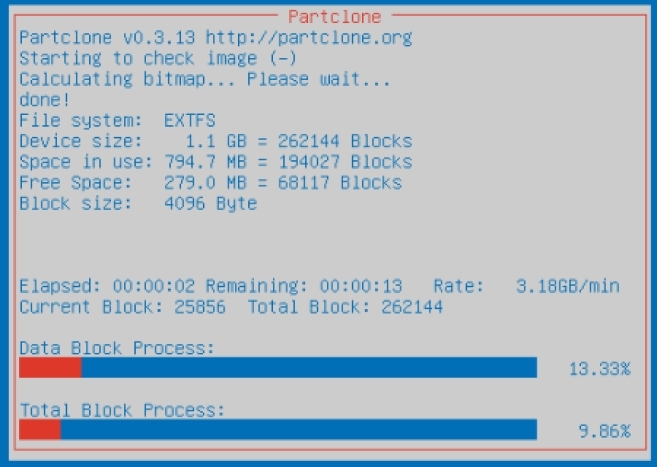 Partclone
Partclone v0.3.13 http://partclone.org
Starting to check image (-)
Calculating bitmap... Please wait...
done!
File system: EXTFS
Device size: 1.1 GB = 262144 Blocks
Space in use: 794.7 MB = 194027 Blocks
Free Space: 279.0 MB = 68117 Blocks
Block size: 4096 Byte
Elapsed: 00:00:02 Remaining: 00:00:13 Rate: 3.18GB/min
Current Block: 25856 Total Block: 262144
Data Block Process:
13.33%
Total Block Process:
9.86%